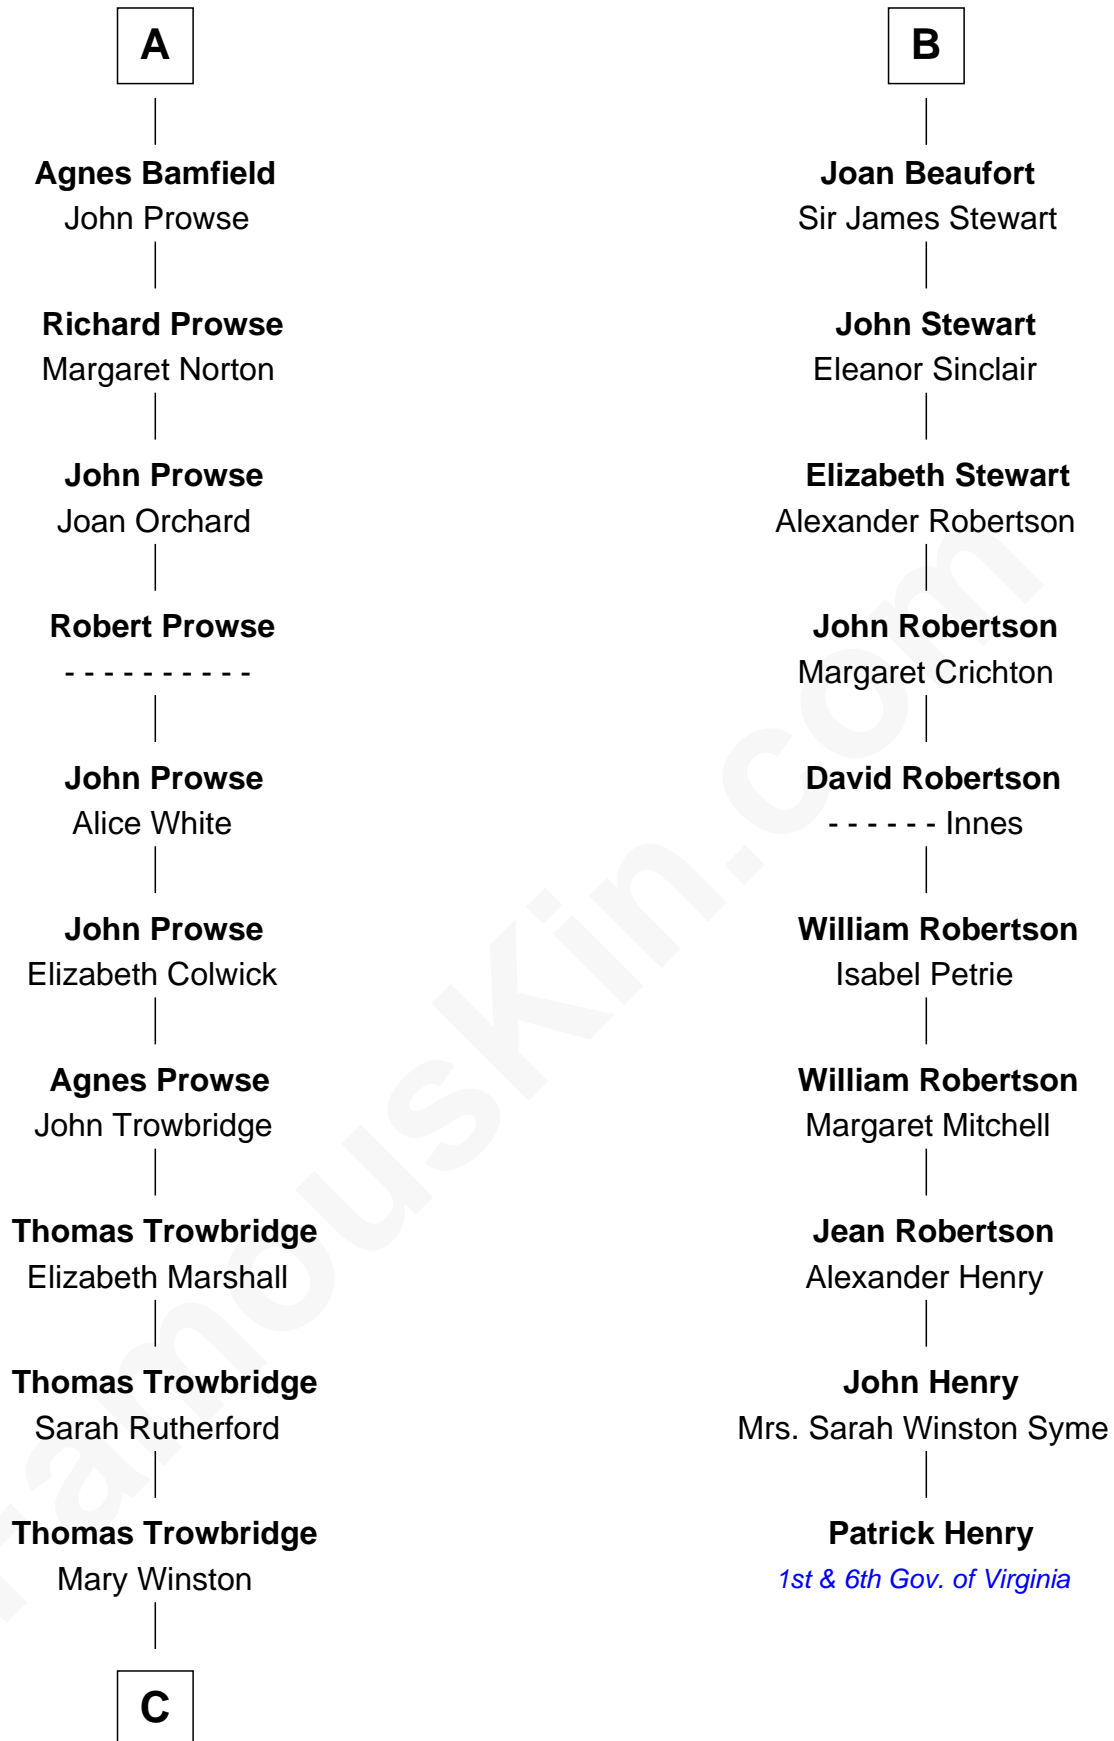 A
Agnes Bamfield
John Prowse
Richard Prowse
Margaret Norton
John Prowse
Joan Orchard
Robert Prowse
- - - - - - - - - -
John Prowse
Alice White
John Prowse
Elizabeth Colwick
Agnes Prowse
John Trowbridge
Thomas Trowbridge
Elizabeth Marshall
Thomas Trowbridge
Sarah Rutherford
Thomas Trowbridge
Mary Winston
C
B
Joan Beaufort
Sir James Stewart
John Stewart
Eleanor Sinclair
Elizabeth Stewart
Alexander Robertson
John Robertson
Margaret Crichton
David Robertson
- - - - - - Innes
William Robertson
Isabel Petrie
William Robertson
Margaret Mitchell
Jean Robertson
Alexander Henry
John Henry
Mrs. Sarah Winston Syme
Patrick Henry
1st & 6th Gov. of Virginia
FamousKin.com